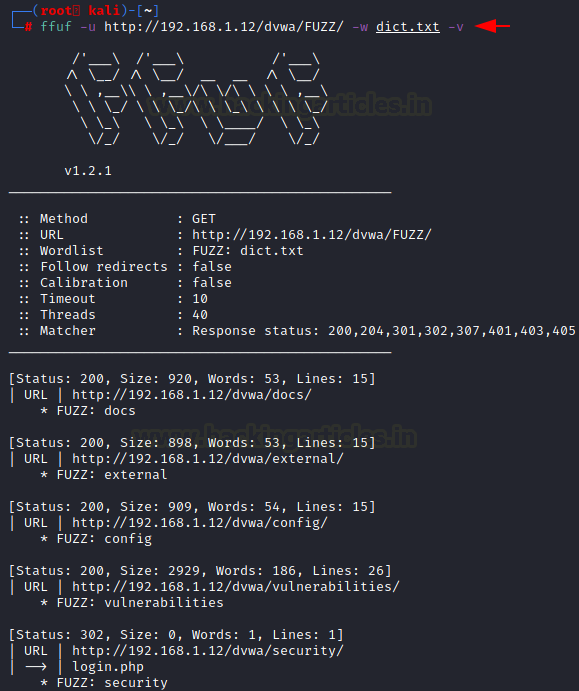 ┌──(root💀 kali)-[~]
└─# ffuf -u http://192.168.1.12/dvwa/FUZZ/ -w dict.txt -v
www.hackingarticles.in
v1.2.1
:: Method : GET
:: URL : http://192.168.1.12/dvwa/FUZZ/
:: Wordlist : FUZZ: dict.txt
:: Follow redirects : false
:: Calibration : false
:: Timeout : 10
:: Threads : 40
:: Matcher : Response status: 200,204,301,302,307,401,403,405
[Status: 200, Size: 920, Words: 53, Lines: 15]
| URL | http://192.168.1.12/dvwa/docs/
* FUZZ: docs
www.hackingarticles.in
[Status: 200, Size: 898, Words: 53, Lines: 15]
| URL | http://192.168.1.12/dvwa/external/
* FUZZ: external
[Status: 200, Size: 909, Words: 54, Lines: 15]
| URL | http://192.168.1.12/dvwa/config/
* FUZZ: config
[Status: 200, Size: 2929, Words: 186, Lines: 26]
| URL | http://192.168.1.12/dvwa/vulnerabilities/
* FUZZ: vulnerabilities
[Status: 302, Size: 0, Words: 1, Lines: 1]
| URL | http://192.168.1.12/dvwa/security/
| --> | login.php
* FUZZ: security